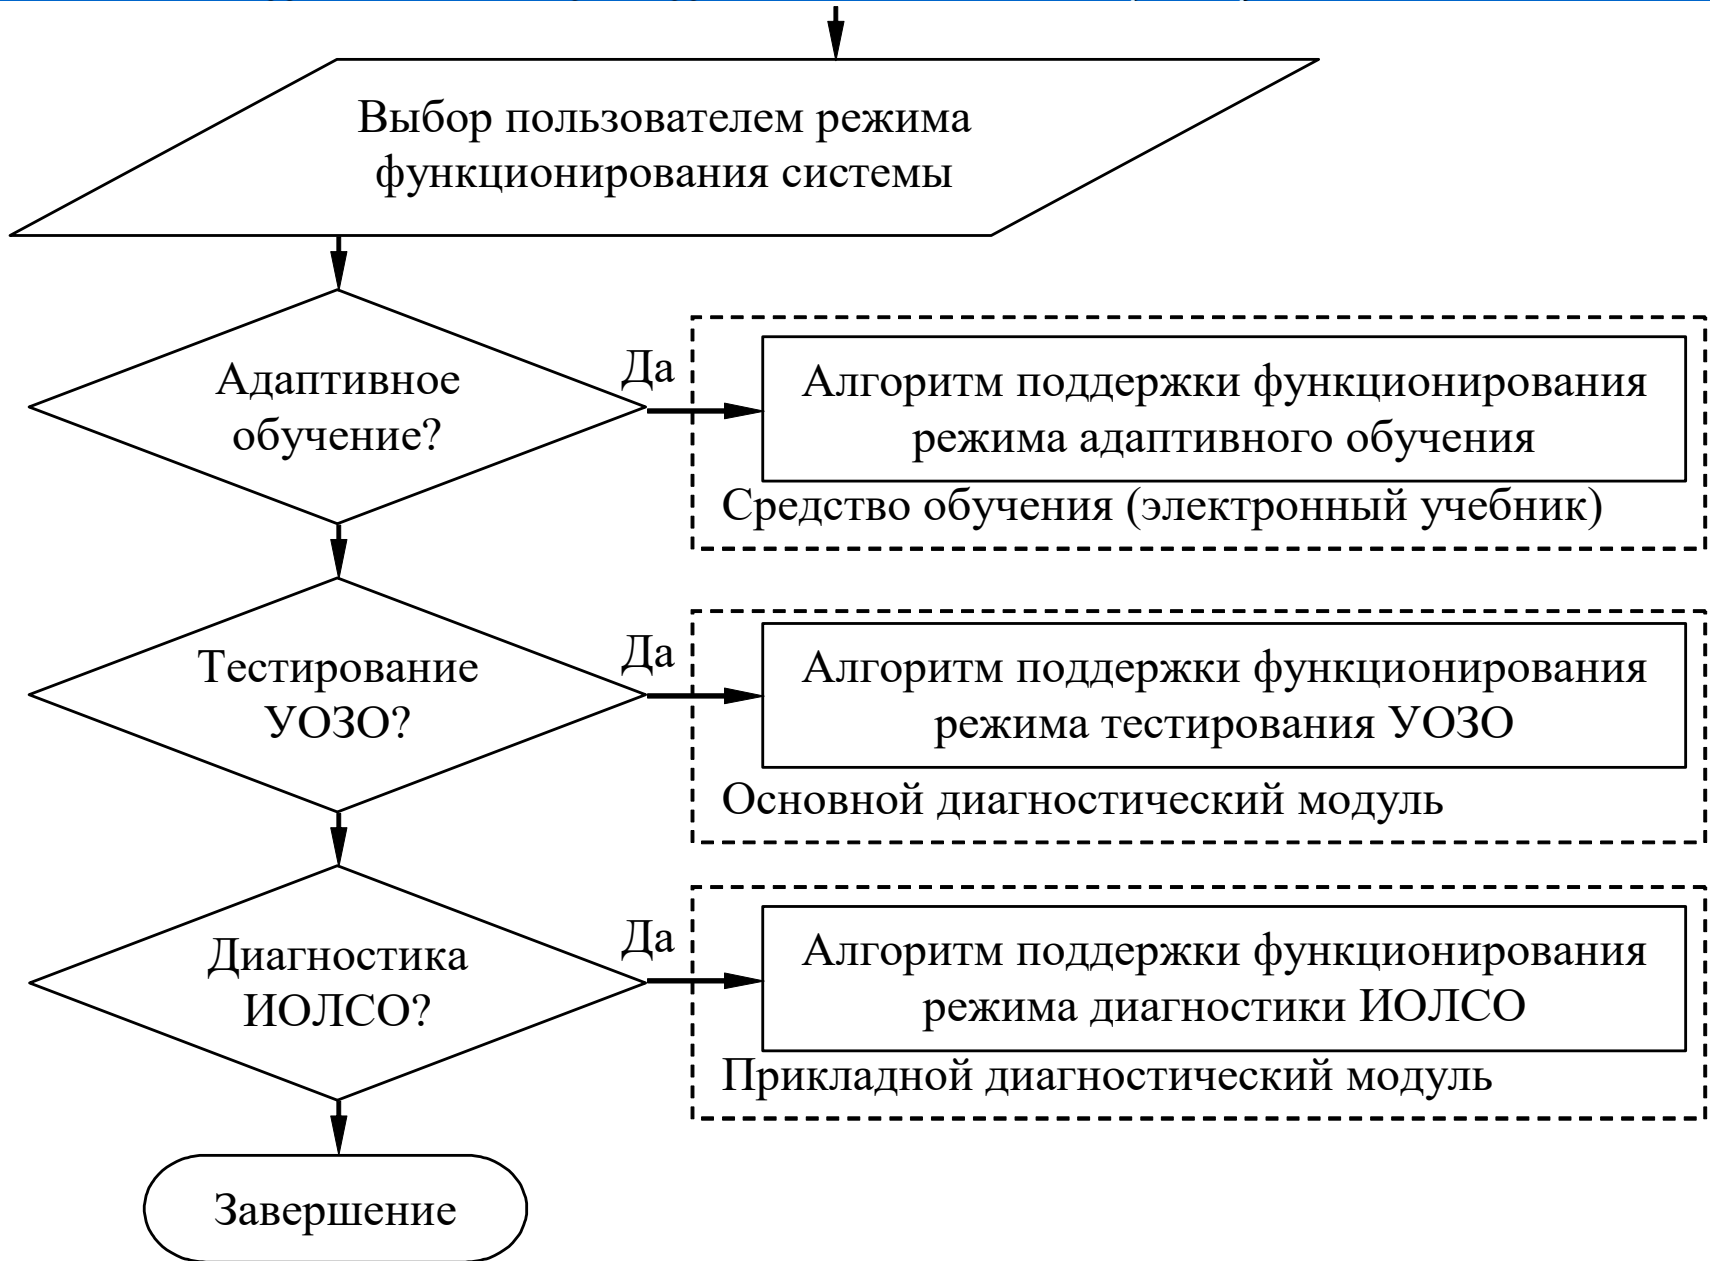 Выбор пользователем режима
функционирования системы
Адаптивное
обучение?
Да
Алгоритм поддержки функционирования
режима адаптивного обучения
Средство обучения (электронный учебник)
Тестирование
УОЗО?
Да
Алгоритм поддержки функционирования
режима тестирования УОЗО
Основной диагностический модуль
Диагностика
ИОЛСО?
Да
Алгоритм поддержки функционирования
режима диагностики ИОЛСО
Прикладной диагностический модуль
Завершение